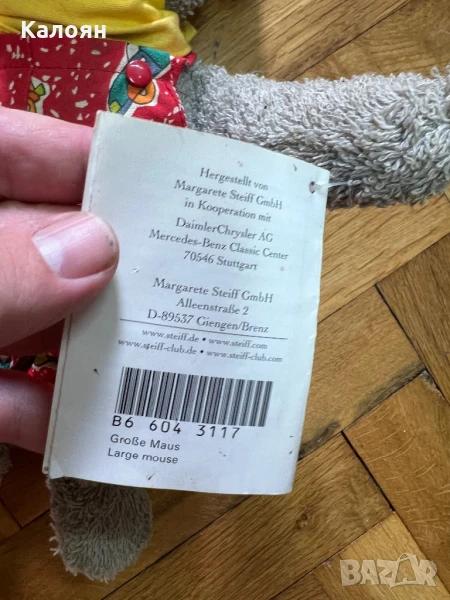 Калоян
Hergestellt von
Margarete Steiff GmbH
in Kooperation mit
DaimlerChrysler AG
Mercedes-Benz Classic Center
70546 Stuttgart
Margarete Steiff GmbH
Alleenstraße 2
D-89537 Giengen/Brenz
www.steiff.de • www.steiff.com
www.steiff-club.de • www.steiff-club.com
B6 604 3117
Große Maus
Large mouse
bazar